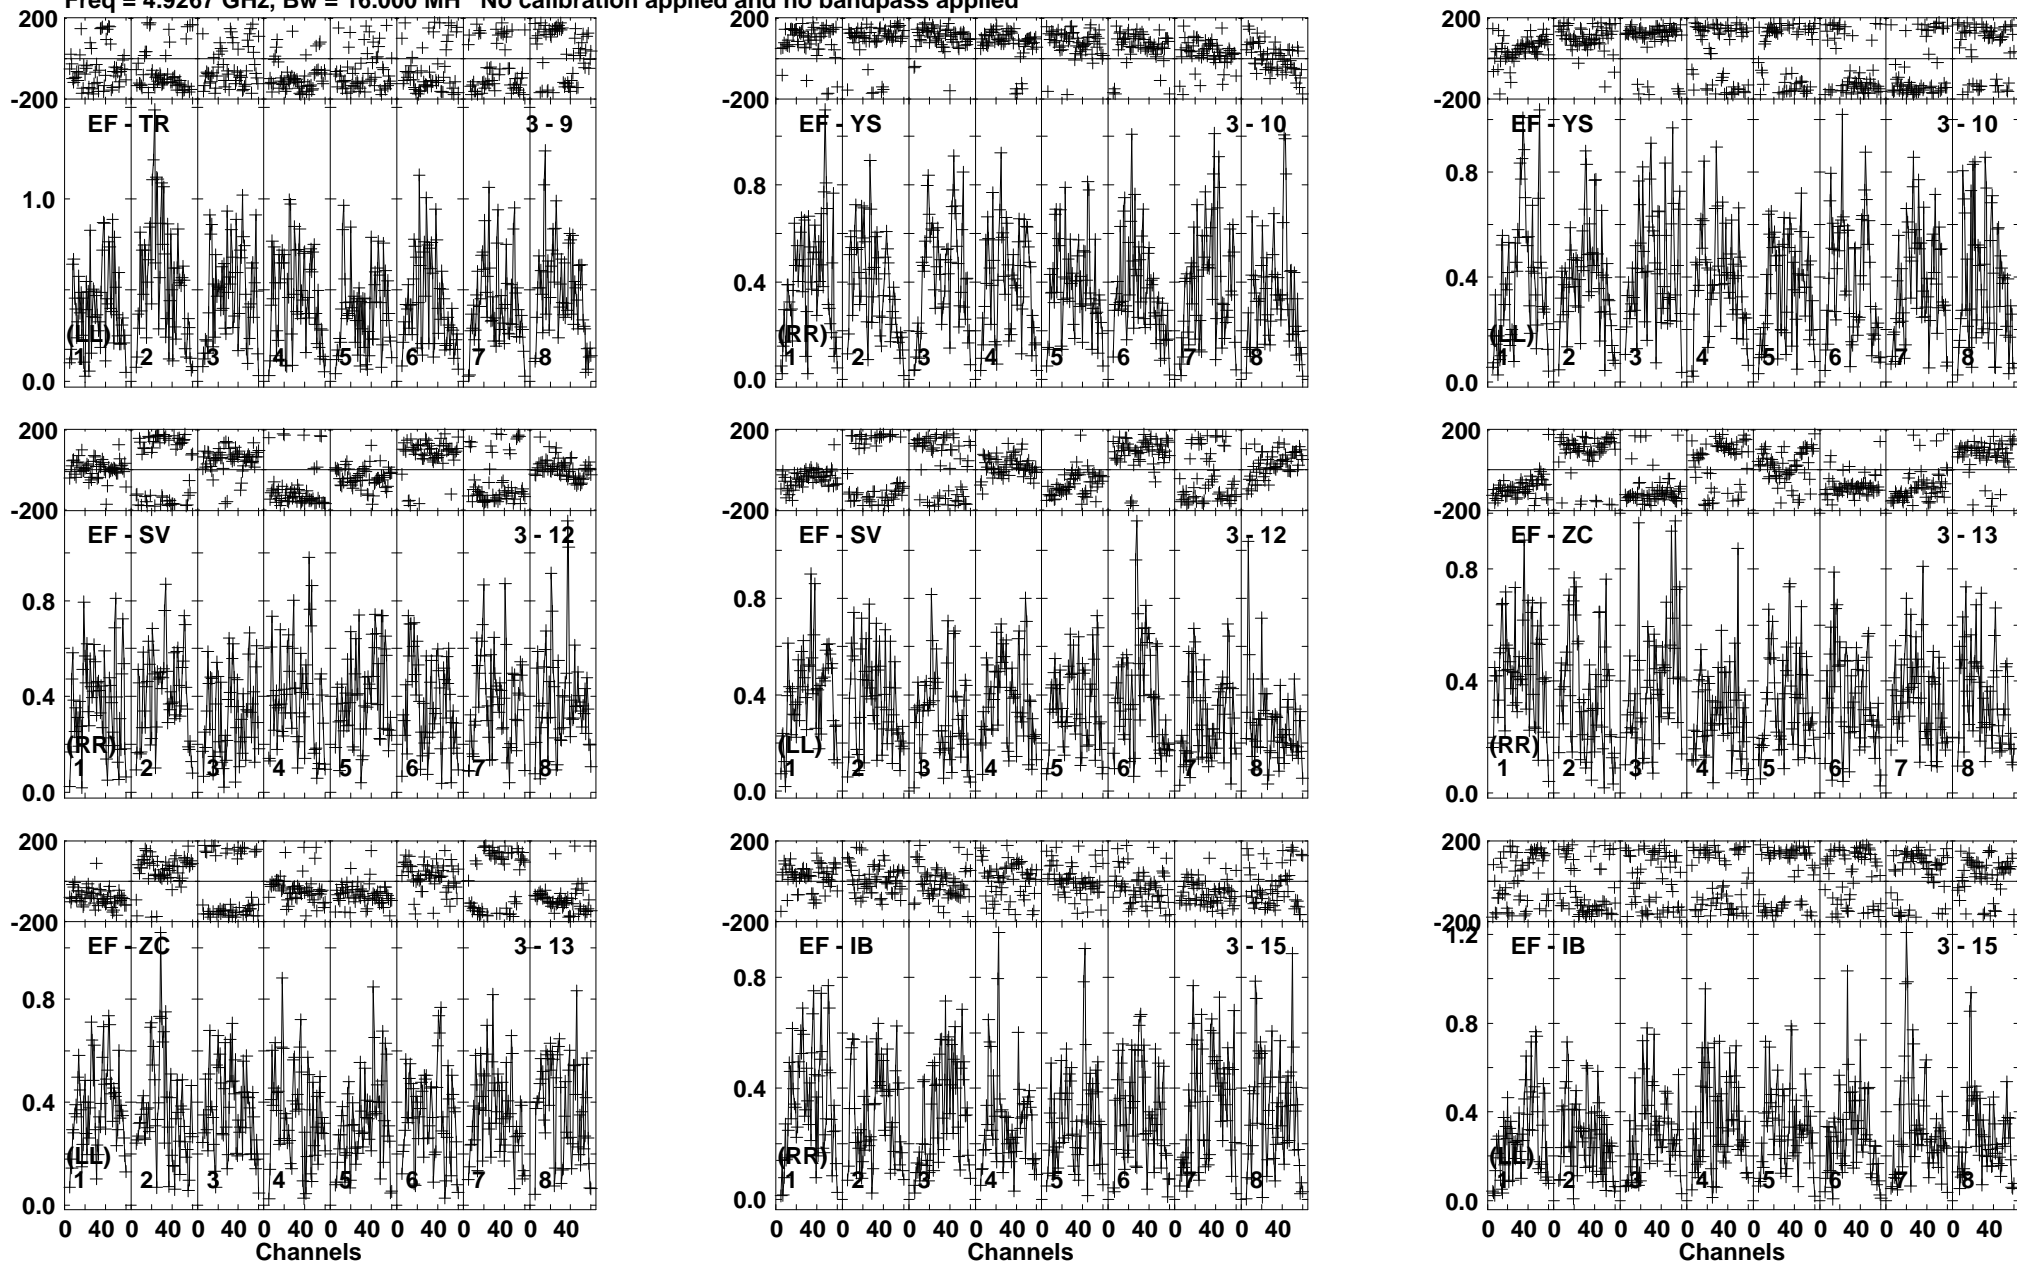 Freq = 4.9267 GHz, Bw = 16.000 MH No calibration applied and no bandpass applied
200 200 200
-200 -200 -200
EF - TR 3 - 9 EF - YS 3 - 10 EF - YS 3 - 10
1.0 0.8 0.8
0.4 0.4
(LL) (RR) (LL)
1 2 3 4 5 6 7 8 1 2 3 4 5 6 7 8 1 2 3 4 5 6 7 8
0.0 0.0 0.0
200 200 200
-200 -200 -200
EF - SV 3 - 12 EF - SV 3 - 12 EF - ZC 3 - 13
0.8 0.8 0.8
0.4 0.4 0.4
(RR) (LL) (RR)
1 2 3 4 5 6 7 8 1 2 3 4 5 6 7 8 1 2 3 4 5 6 7 8
0.0 0.0 0.0
200 200 200
-200 -200 -200
1.2
EF - ZC 3 - 13 EF - IB 3 - 15 EF - IB 3 - 15
0.8 0.8 0.8
0.4 0.4 0.4
(LL) (RR) (LL)
1 2 3 4 5 6 7 8 1 2 3 4 5 6 7 8 1 2 3 4 5 6 7 8
0.0 0.0 0.0
0 40 0 40 0 40 0 40 0 40 0 40 0 40 0 40 0 40 0 40 0 40 0 40 0 40 0 40 0 40 0 40 0 40 0 40 0 40 0 40 0 40 0 40 0 40 0 40
Channels Channels Channels